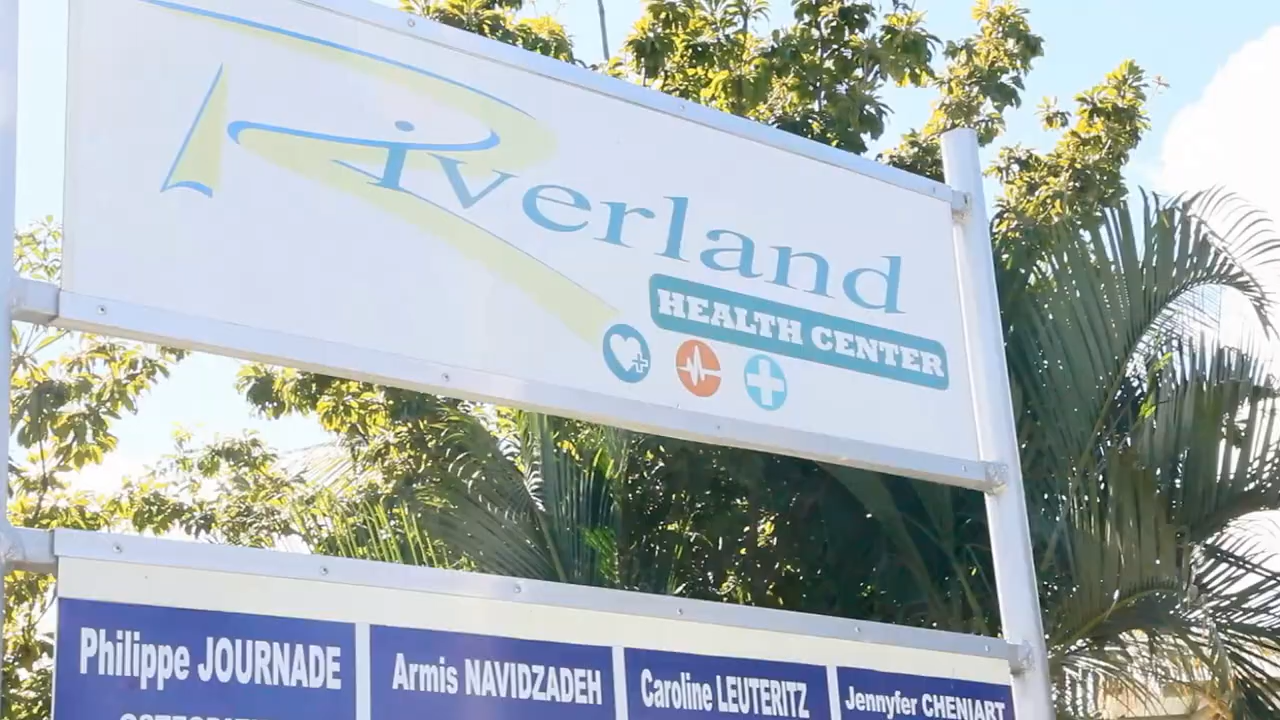 Riverland
HEALTH CENTER
Philippe JOURNADE
Armis NAVIDZADEH
Caroline LEUTERITZ
Jennyfer CHENIART